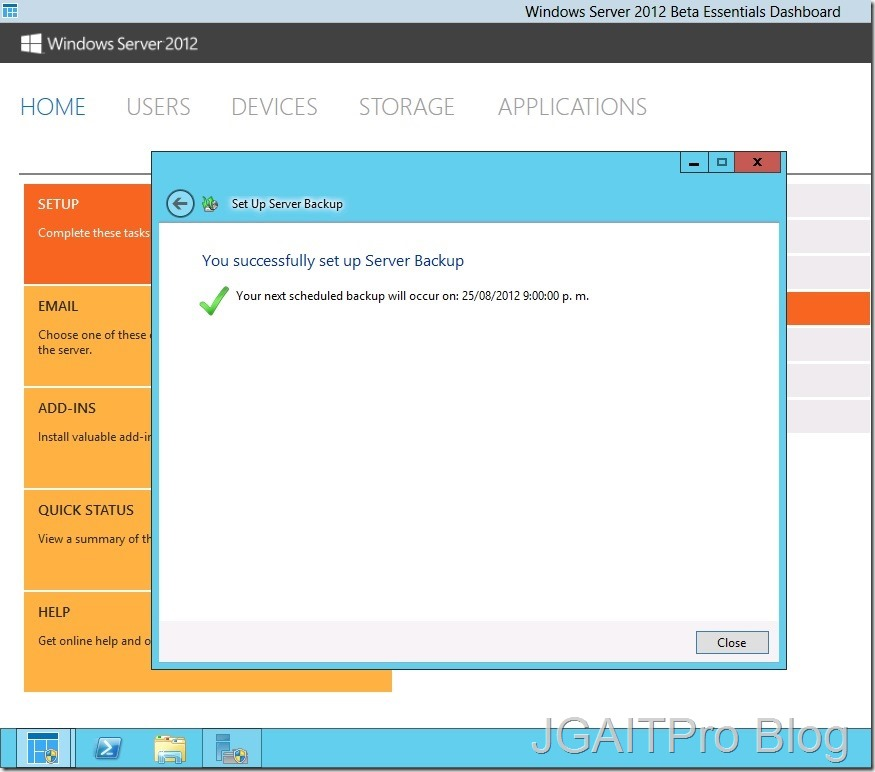 Windows Server 2012 Beta Essentials Dashboard
Windows Server 2012
HOME USERS DEVICES STORAGE APPLICATIONS
SETUP
Complete these tasks
EMAIL
Choose one of these
the server.
ADD-INS
Install valuable add-in
QUICK STATUS
View a summary of th
HELP
Get online help and o
Set Up Server Backup
You successfully set up Server Backup
Your next scheduled backup will occur on: 25/08/2012 9:00:00 p. m.
Close
JGAITPro Blog